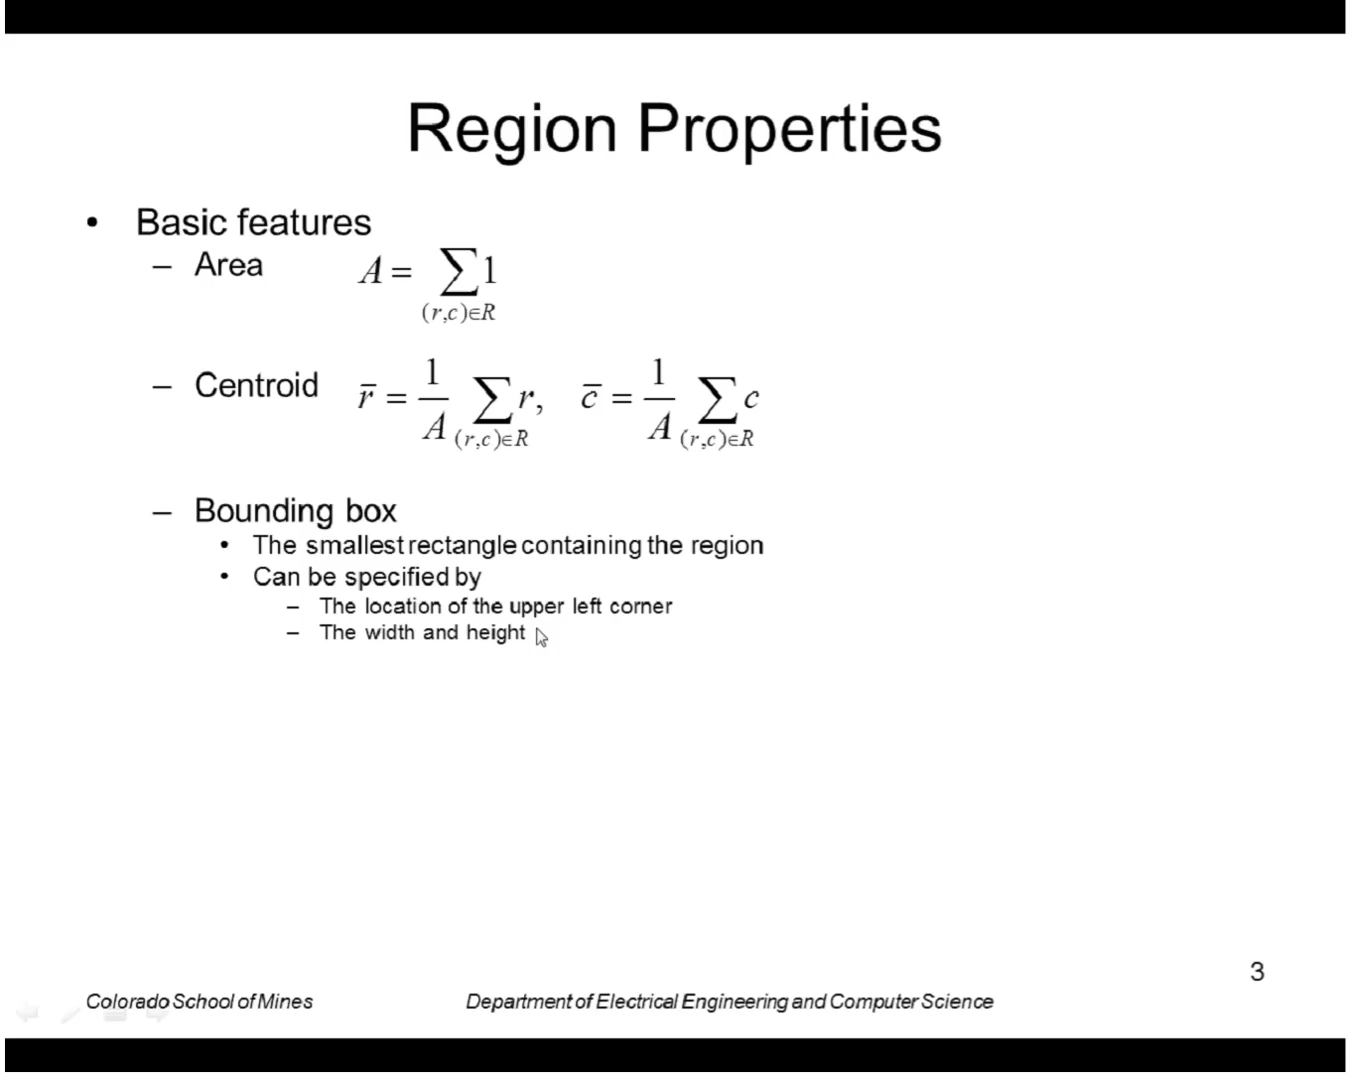 Region Properties
• Basic features
– Area A = ∑ 1
(r,c)∈R
– Centroid r̄ = 1/A ∑ r, c̄ = 1/A ∑ c
(r,c)∈R (r,c)∈R
– Bounding box
• The smallest rectangle containing the region
• Can be specified by
– The location of the upper left corner
– The width and height
3
Colorado School of Mines Department of Electrical Engineering and Computer Science